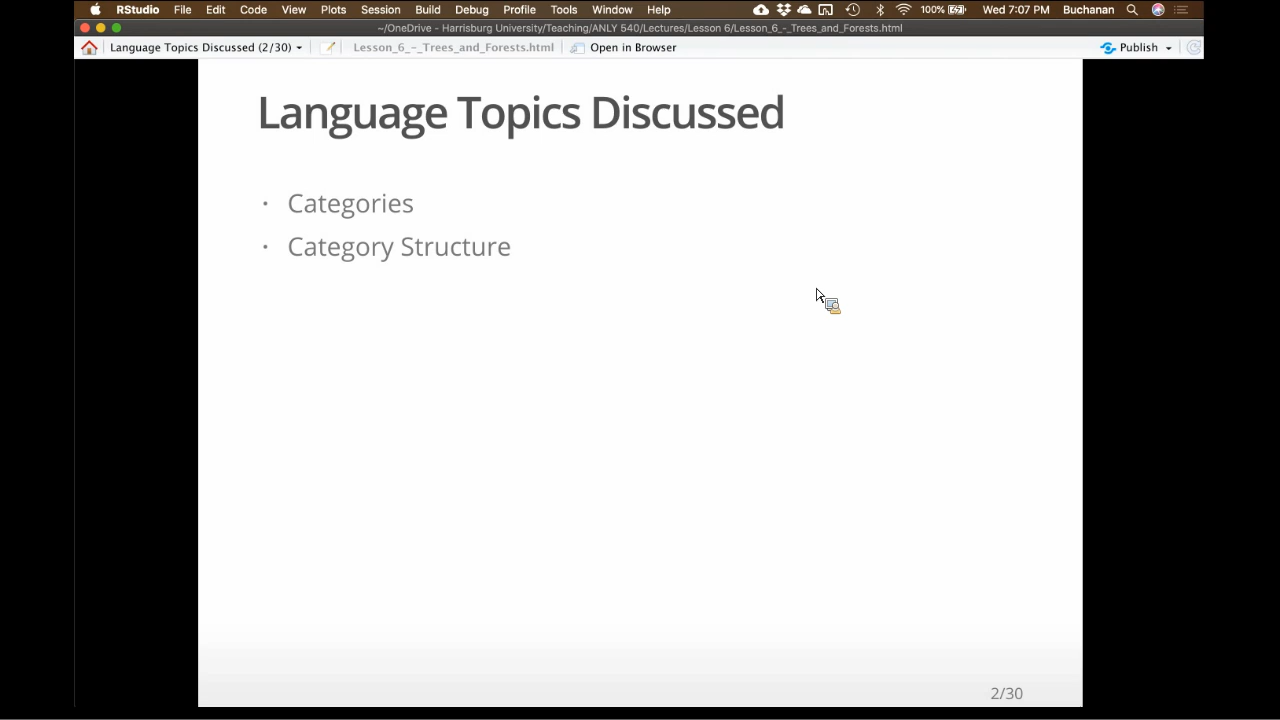 RStudio File Edit Code View Plots Session Build Debug Profile Tools Window Help 100% Wed 7:07 PM Buchanan
~/OneDrive - Harrisburg University/Teaching/ANLY 540/Lectures/Lesson 6/Lesson_6_-_Trees_and_Forests.html
Language Topics Discussed (2/30) Lesson_6_-_Trees_and_Forests.html Open in Browser Publish
Language Topics Discussed
· Categories
· Category Structure
2/30